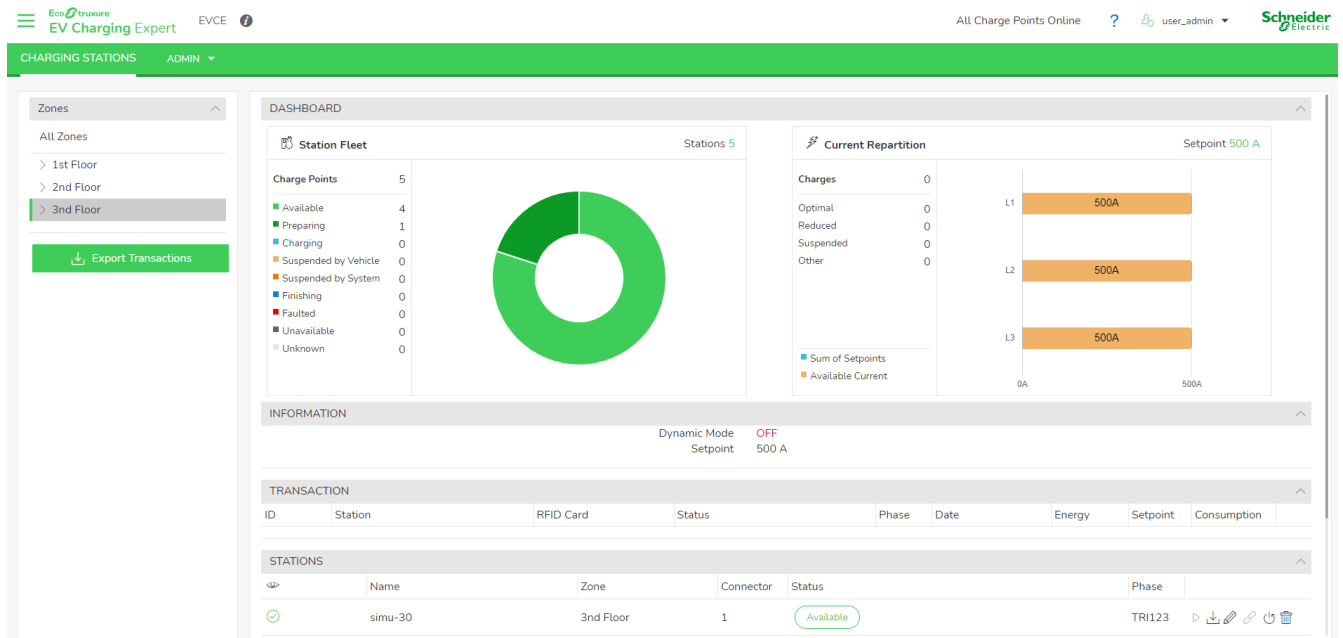 EcoStruxure
EV Charging Expert
EVCE
All Charge Points Online
?
user_admin
Schneider
Electric
CHARGING STATIONS
ADMIN
Zones
All Zones
1st Floor
2nd Floor
3nd Floor
Export Transactions
DASHBOARD
Station Fleet
Stations 5
Charge Points 5
Available 4
Preparing 1
Charging 0
Suspended by Vehicle 0
Suspended by System 0
Finishing 0
Faulted 0
Unavailable 0
Unknown 0
Current Repartition
Setpoint 500 A
Charges 0
Optimal 0
Reduced 0
Suspended 0
Other 0
Sum of Setpoints
Available Current
L1 500A
L2 500A
L3 500A
0A 500A
INFORMATION
Dynamic Mode OFF
Setpoint 500 A
TRANSACTION
ID Station RFID Card Status Phase Date Energy Setpoint Consumption
STATIONS
Name Zone Connector Status Phase
simu-30 3nd Floor 1 Available TRI123